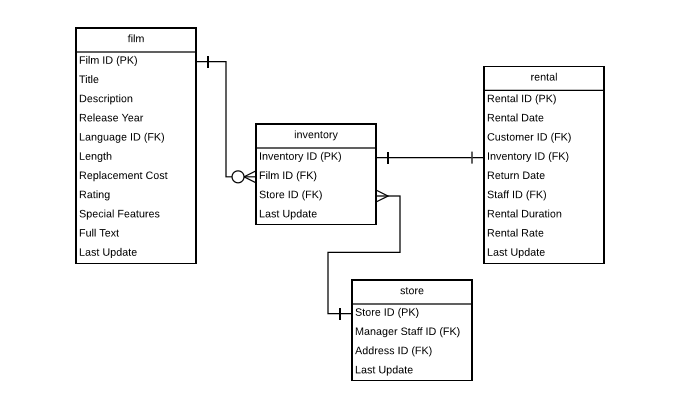 film
Film ID (PK)
Title
Description
Release Year
Language ID (FK)
Length
Replacement Cost
Rating
Special Features
Full Text
Last Update
inventory
Inventory ID (PK)
Film ID (FK)
Store ID (FK)
Last Update
rental
Rental ID (PK)
Rental Date
Customer ID (FK)
Inventory ID (FK)
Return Date
Staff ID (FK)
Rental Duration
Rental Rate
Last Update
store
Store ID (PK)
Manager Staff ID (FK)
Address ID (FK)
Last Update